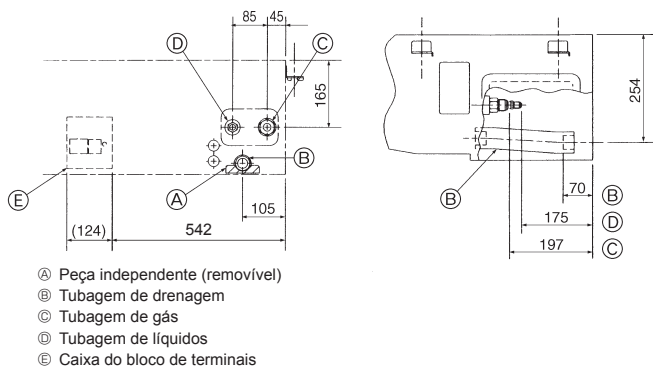 85 45
Ⓓ Ⓒ
165
Ⓑ
Ⓐ
Ⓔ
105
(124) 542
254
Ⓑ
70 Ⓑ
175 Ⓓ
197 Ⓒ
Ⓐ Peça independente (removível)
Ⓑ Tubagem de drenagem
Ⓒ Tubagem de gás
Ⓓ Tubagem de líquidos
Ⓔ Caixa do bloco de terminais